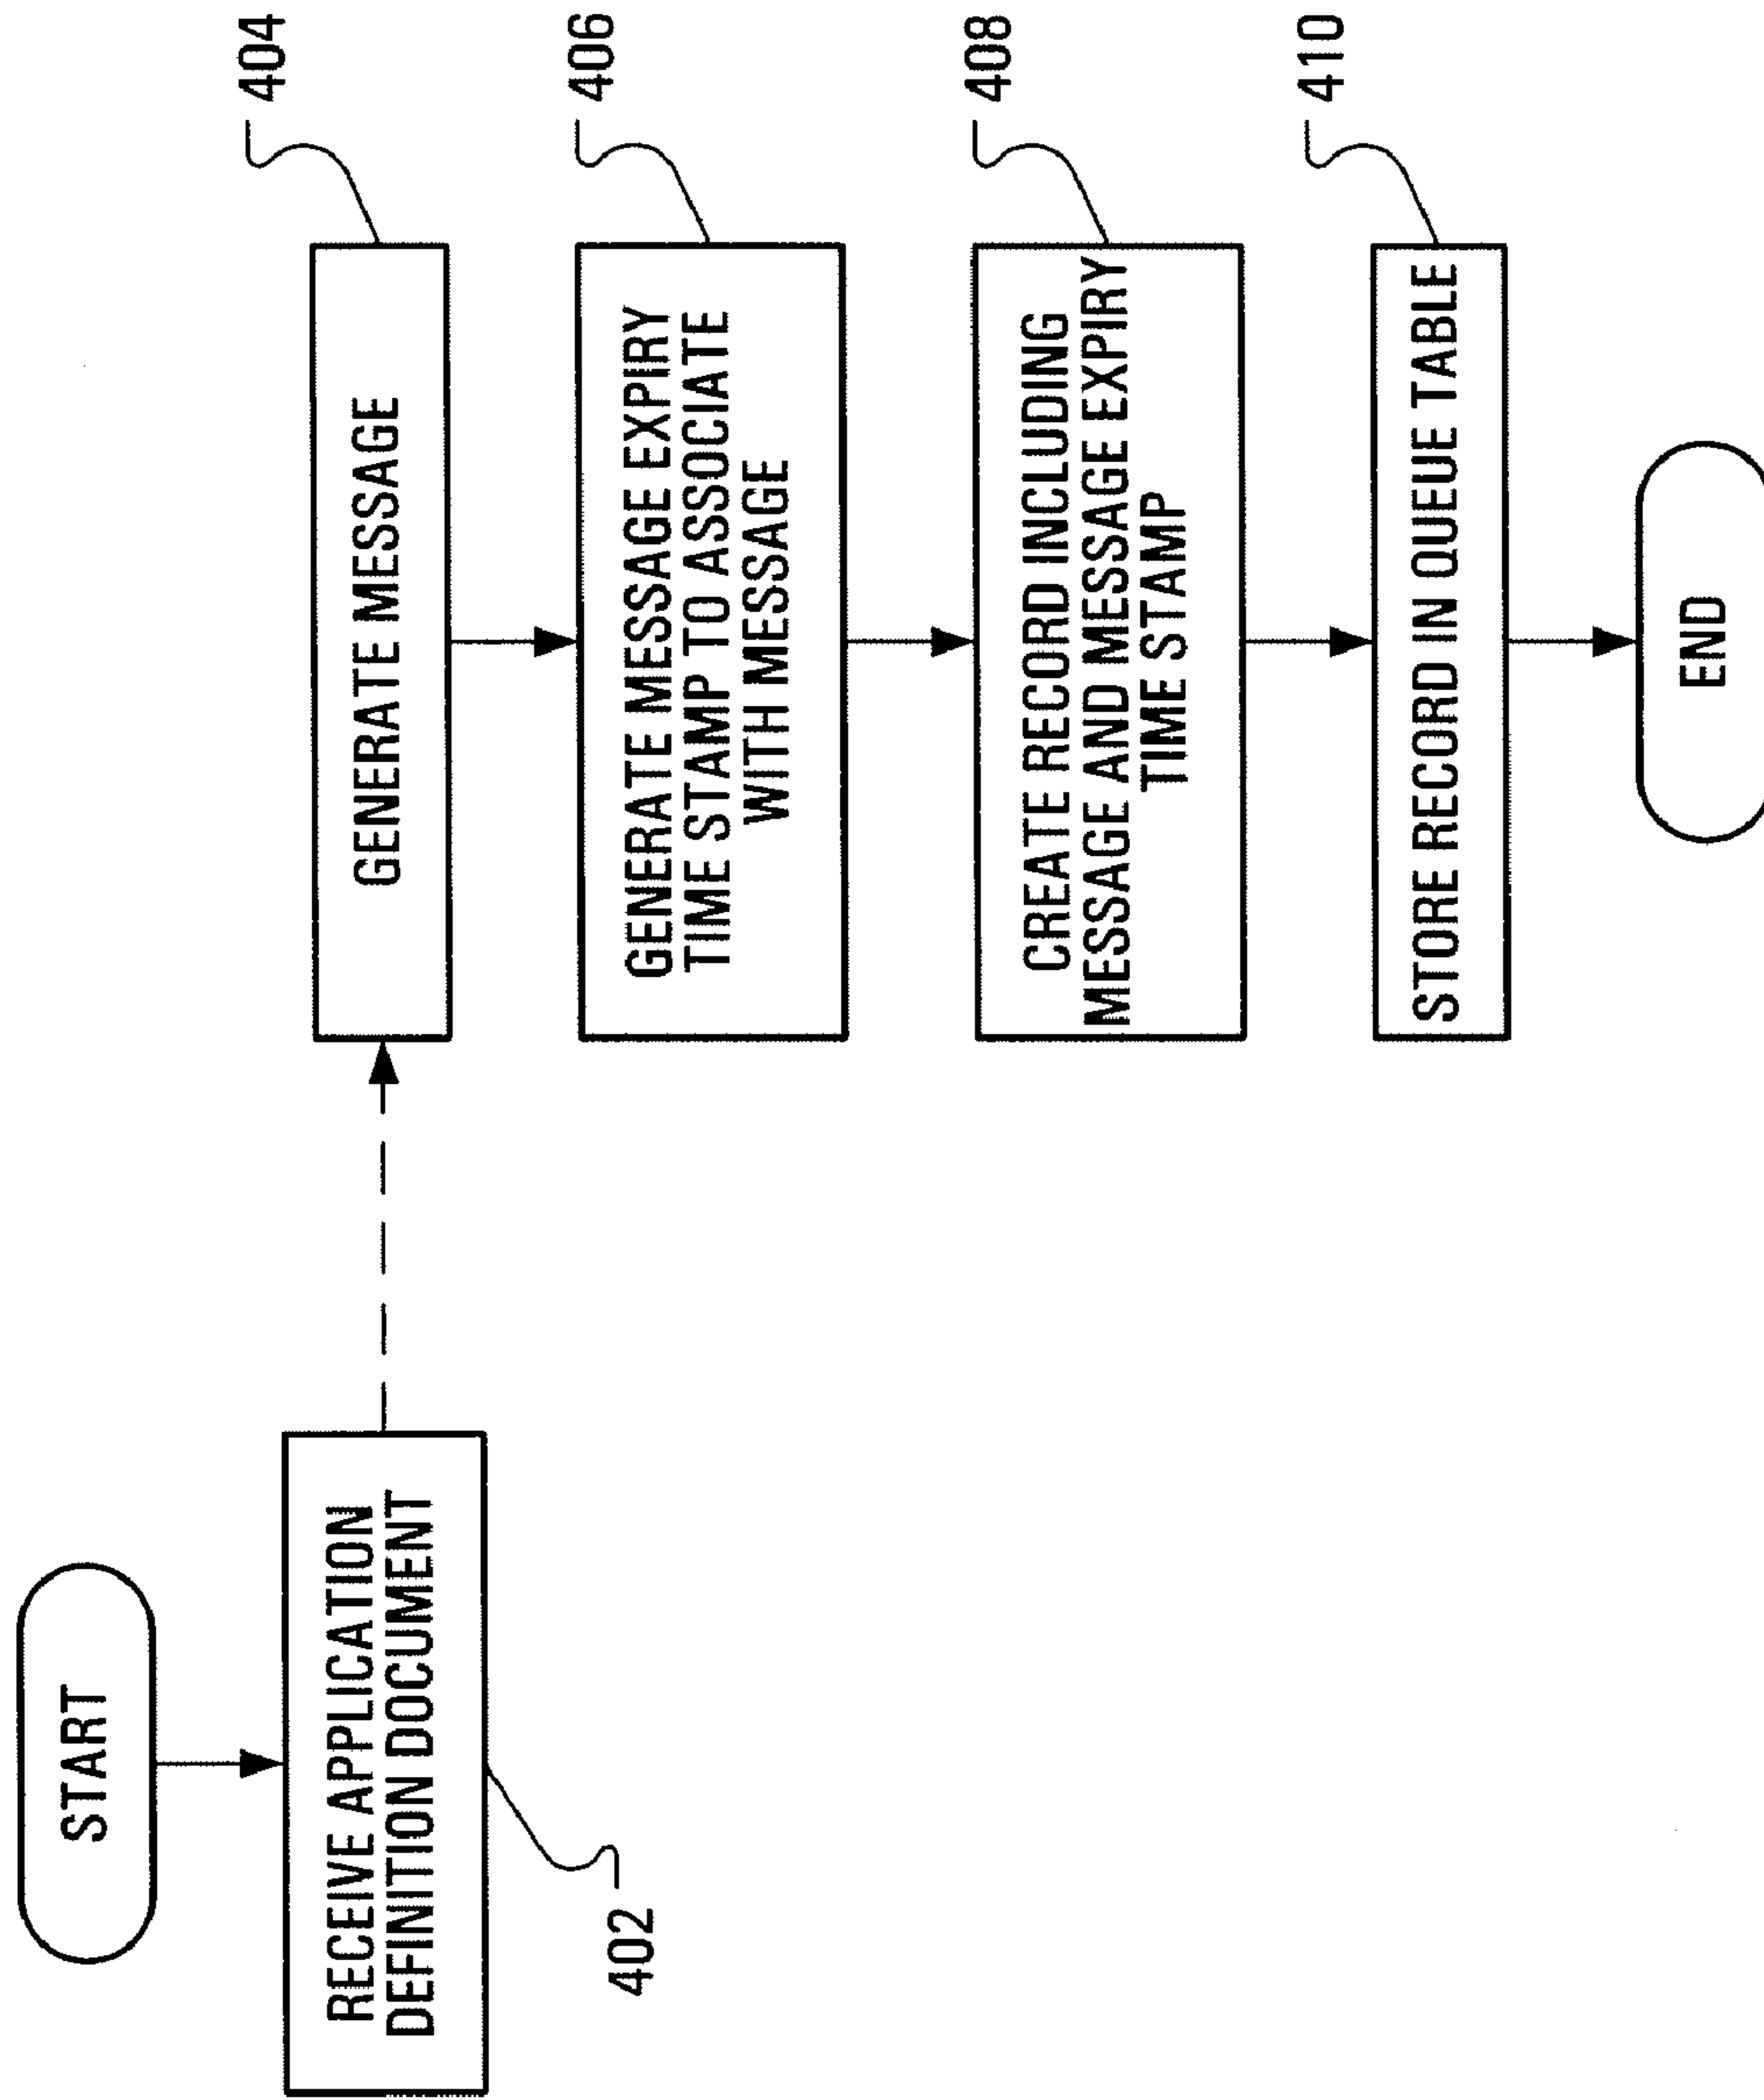 START
RECEIVE APPLICATION
DEFINITION DOCUMENT
402
GENERATE MESSAGE
404
GENERATE MESSAGE EXPIRY
TIME STAMP TO ASSOCIATE
WITH MESSAGE
406
CREATE RECORD INCLUDING
MESSAGE AND MESSAGE EXPIRY
TIME STAMP
408
STORE RECORD IN QUEUE TABLE
410
END